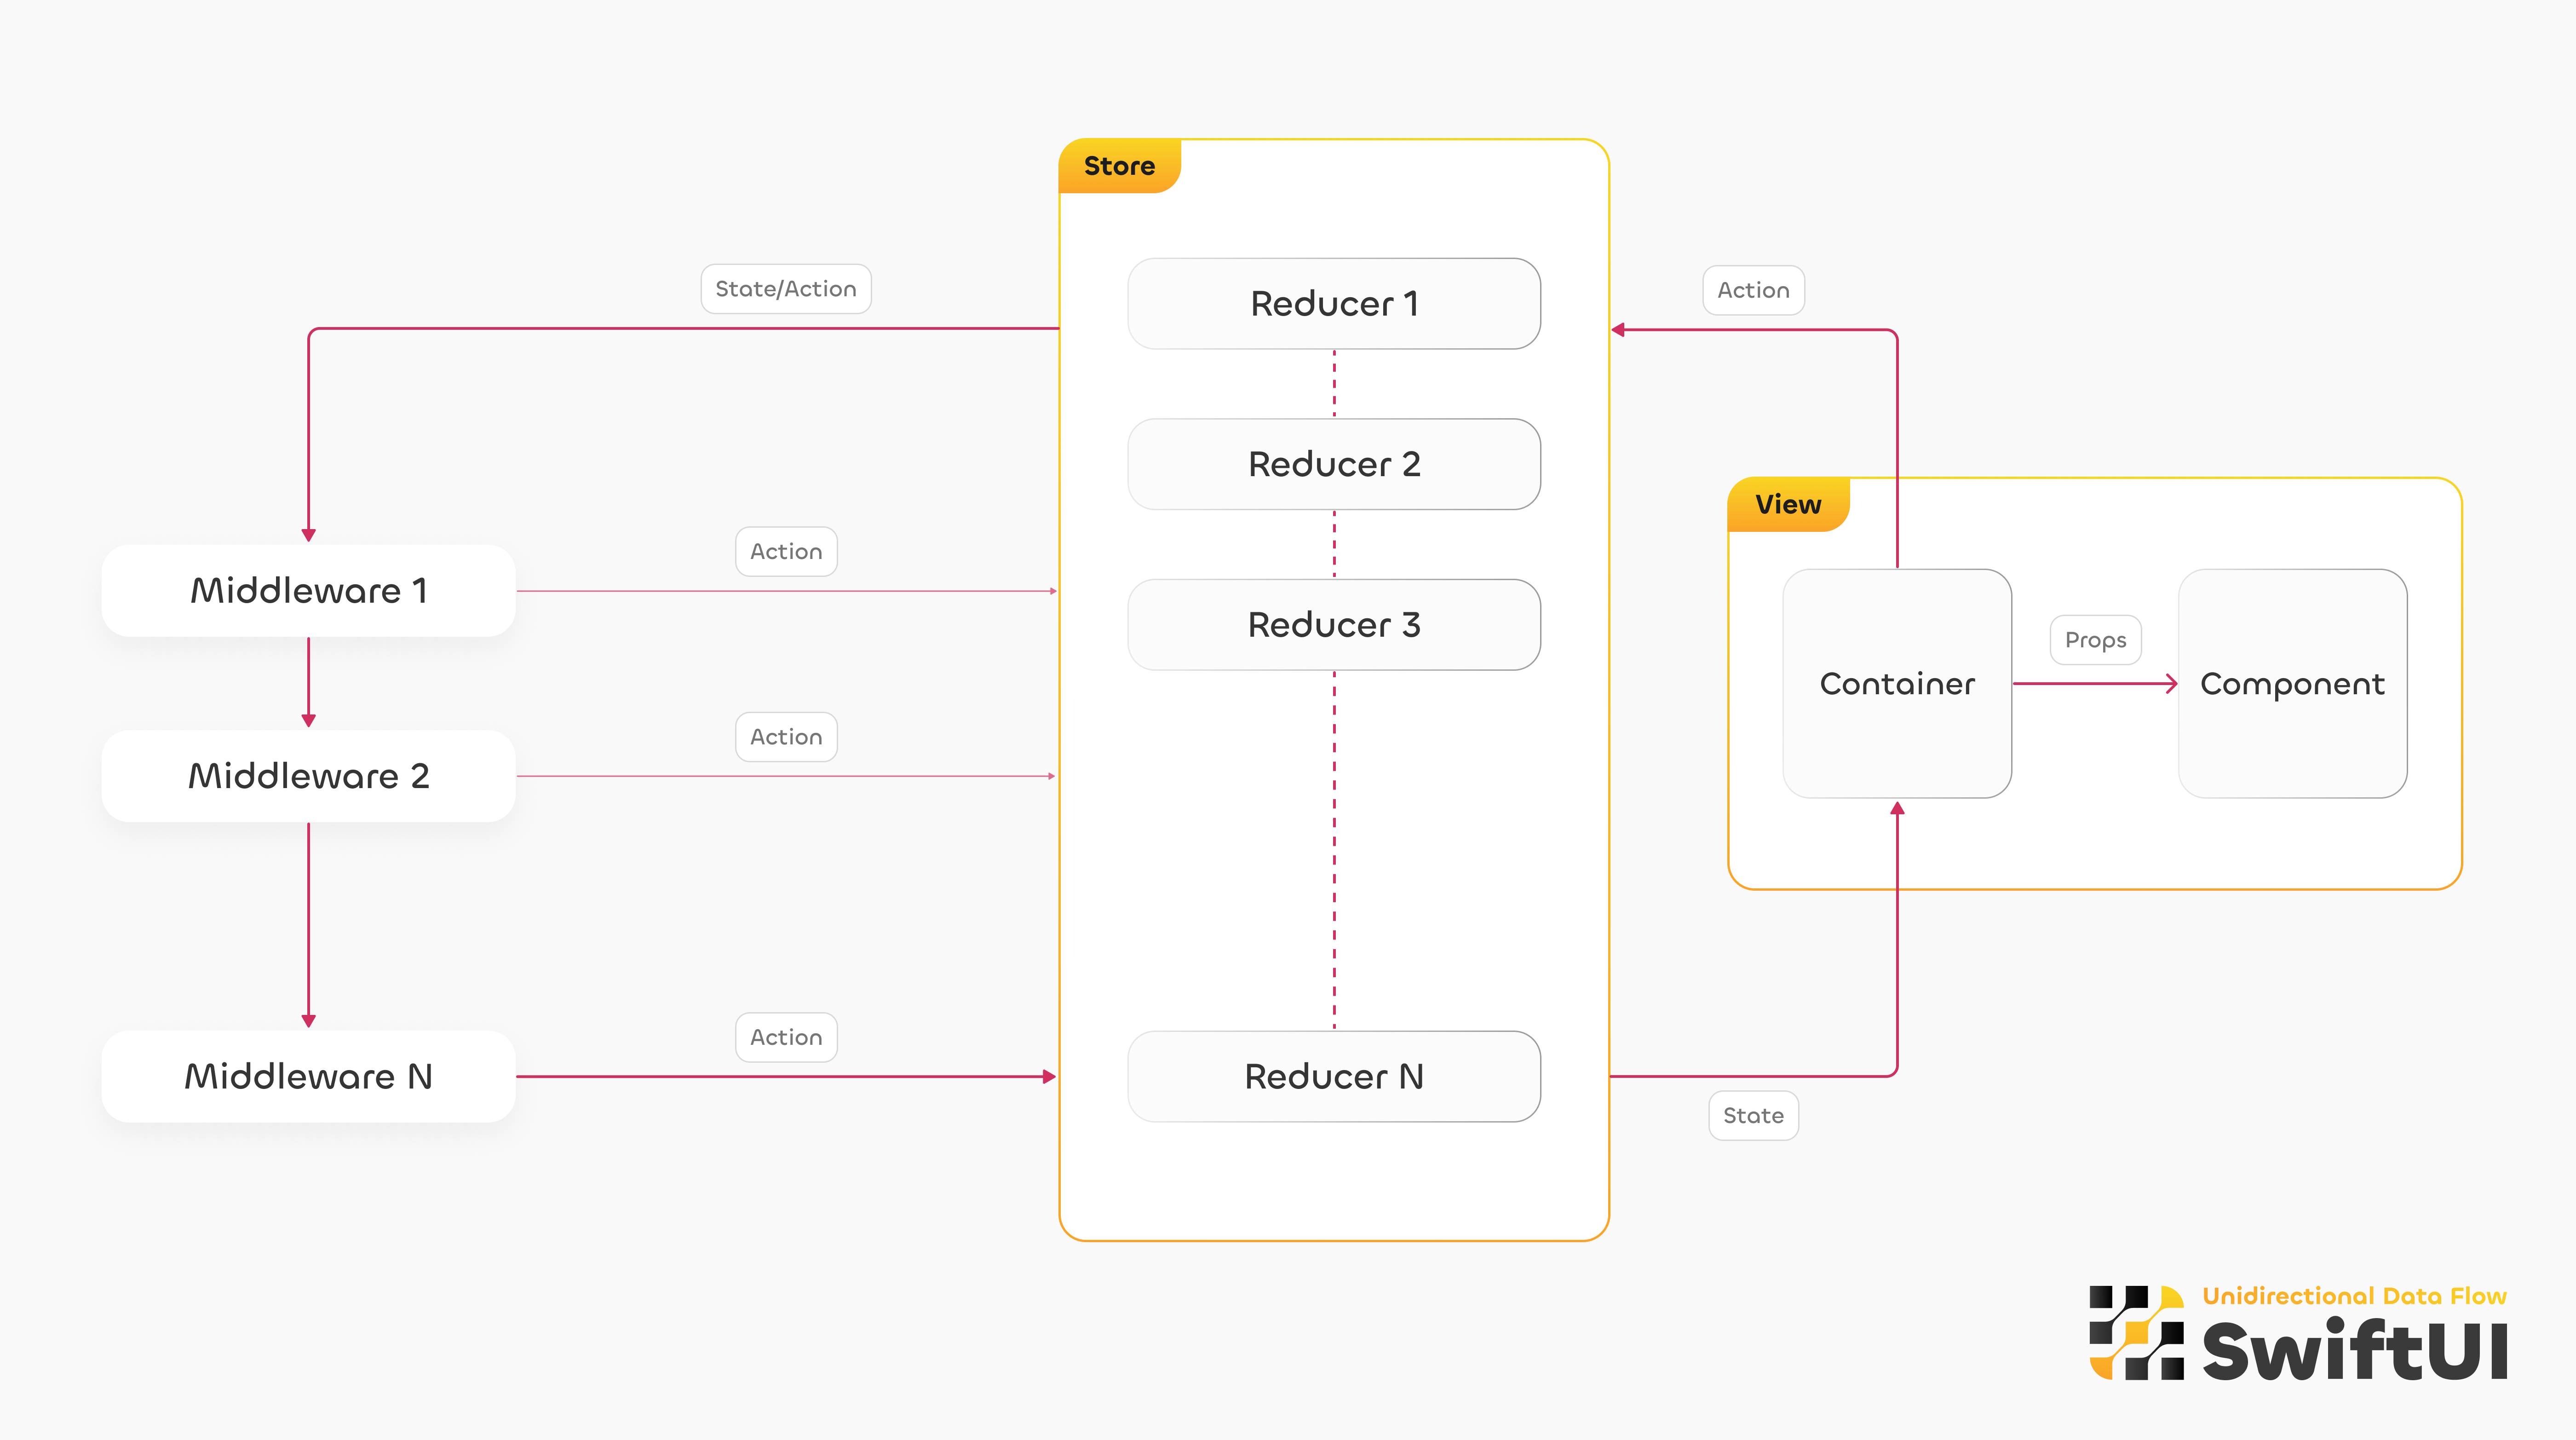 Store
State/Action
Reducer 1
Action
Reducer 2
View
Action
Middleware 1
Reducer 3
Props
Container
Component
Action
Middleware 2
Action
Middleware N
Reducer N
State
Unidirectional Data Flow
SwiftUI